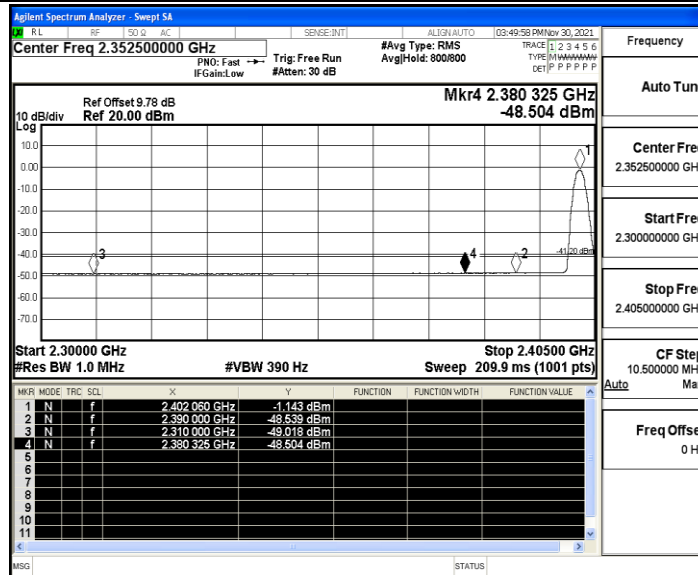 Agilent Spectrum Analyzer - Swept SA
RL RF 50 Ω AC SENSE:INT ALIGN AUTO 03:49:58 PM Nov 30, 2021
Center Freq 2.352500000 GHz
PNO: Fast
IFGain:Low
Trig: Free Run
#Atten: 30 dB
#Avg Type: RMS
Avg|Hold: 800/800
TRACE 1 2 3 4 5 6
TYPE M
DET P P P P P P
Mkr4 2.380 325 GHz
-48.504 dBm
Ref Offset 9.78 dB
10 dB/div Ref 20.00 dBm
Log
10.0
0.00
-10.0
-20.0
-30.0
-40.0
-50.0
-60.0
-70.0
1
2
3
4
-41.20 dBm
Start 2.30000 GHz Stop 2.40500 GHz
#Res BW 1.0 MHz #VBW 390 Hz Sweep 209.9 ms (1001 pts)
MKR MODE TRC SCL X Y FUNCTION FUNCTION WIDTH FUNCTION VALUE
1 N f 2.402 060 GHz -1.143 dBm
2 N f 2.390 000 GHz -48.539 dBm
3 N f 2.310 000 GHz -49.018 dBm
4 N f 2.380 325 GHz -48.504 dBm
5
6
7
8
9
10
11
MSG STATUS
Frequency
Auto Tun
Center Fre
2.352500000 GH
Start Fre
2.300000000 GH
Stop Fre
2.405000000 GH
CF Step
10.500000 MH
Auto Ma
Freq Offse
0 H